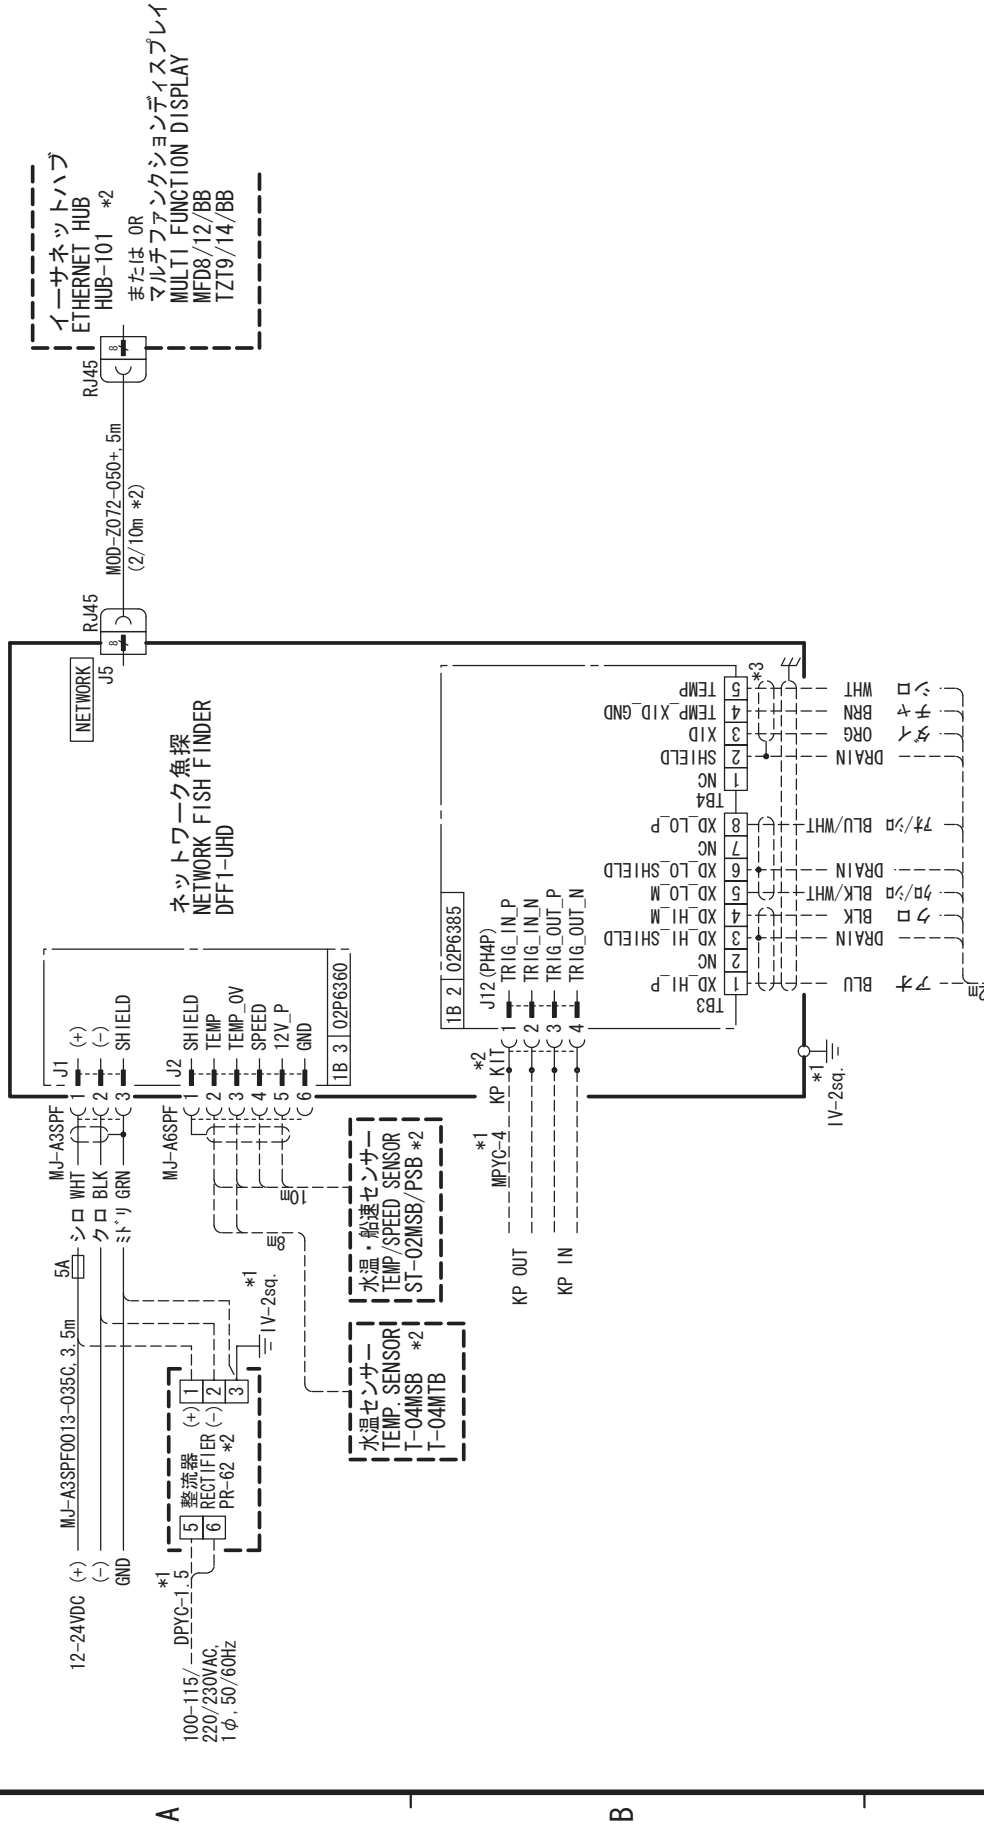 イーサネットハブ
ETHERNET HUB
HUB-101 *2
または OR
マルチファンクションディスプレイ
MULTI FUNCTION DISPLAY
MFD8/12/BB
TZT9/14/BB
RJ45
8
MOD-Z072-050+,5m
(2/10m *2)
RJ45
8
J5
NETWORK
ネットワーク魚探
NETWORK FISH FINDER
DFF1-UHD
12-24VDC (+)
(-)
GND
MJ-A3SPF0013-035C,3.5m
5A
シロ WHT
クロ BLK
ミドリ GRN
MJ-A3SPF
J1
1 (+)
2 (-)
3 SHIELD
MJ-A6SPF
J2
1 SHIELD
2 TEMP
3 TEMP_0V
4 SPEED
5 12V_P
6 GND
1B 3 02P6360
100-115/
220/230VAC,
1φ,50/60Hz
*1
DPYC-1.5
整流器
RECTIFIER
PR-62 *2
5
6
(+) 1
(-) 2
3
*1
IV-2sq.
8m
10m
水温センサー
TEMP. SENSOR
T-04MSB *2
T-04MTB
水温・船速センサー
TEMP/SPEED SENSOR
ST-02MSB/PSB *2
KP OUT
KP IN
*1
MPYC-4
*2
KP KIT
1B 2 02P6385
J12(PH4P)
1 TRIG_IN_P
2 TRIG_IN_N
3 TRIG_OUT_P
4 TRIG_OUT_N
*1
IV-2sq.
TB4
5 TEMP
4 TEMP_XID_GND
3 XID
2 SHIELD
1 NC
*3
シロ WHT
チャ BRN
ダイ ORG
DRAIN
TB3
8 XD_LO_P
7 NC
6 XD_LO_SHIELD
5 XD_LO_M
4 XD_HI_M
3 XD_HI_SHIELD
2 NC
1 XD_HI_P
アオ/シロ BLU/WHT
DRAIN
クロ/シロ BLK/WHT
クロ BLK
DRAIN
アオ BLU
A
B